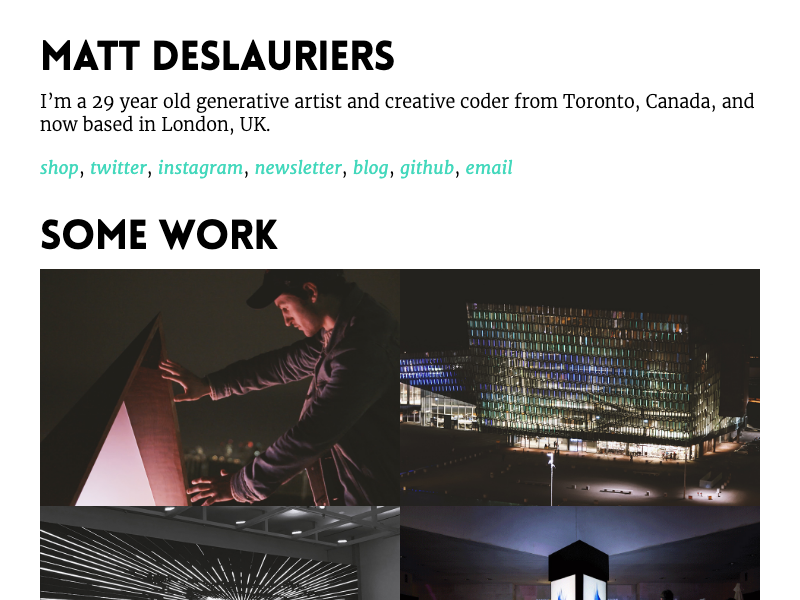 MATT DESLAURIERS
I’m a 29 year old generative artist and creative coder from Toronto, Canada, and
now based in London, UK.
shop, twitter, instagram, newsletter, blog, github, email
SOME WORK